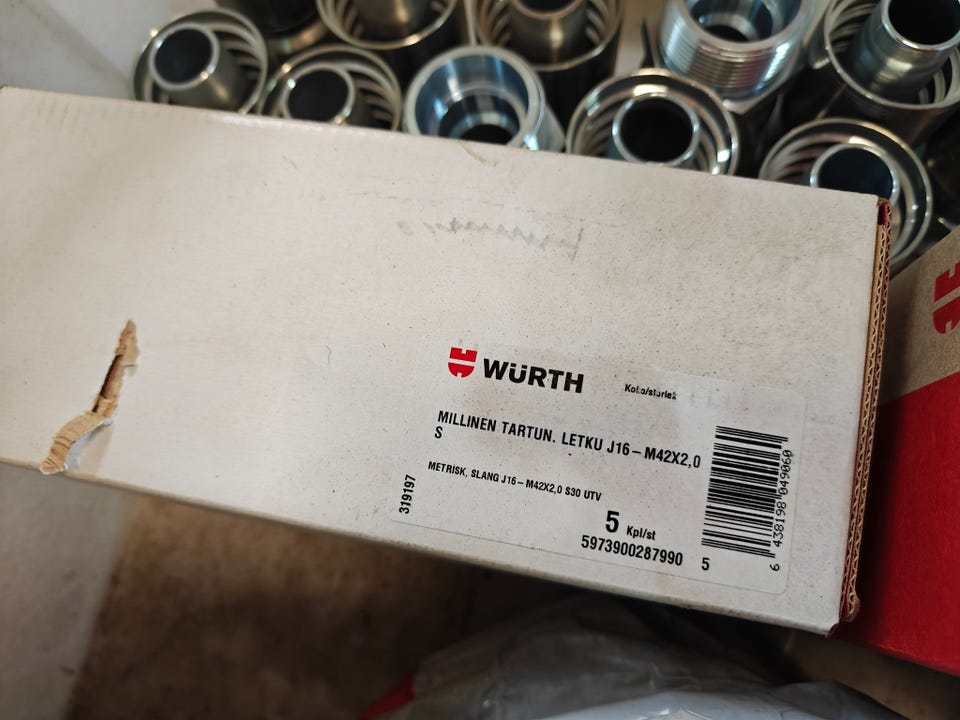 WÜRTH
Koko/storlek
MILLINEN TARTUN. LETKU J16 – M42X2,0
S
METRISK, SLANG J16 – M42X2,0 S30 UTV
319197
5 Kpl/st
5973900287990 5
6 438198 049060